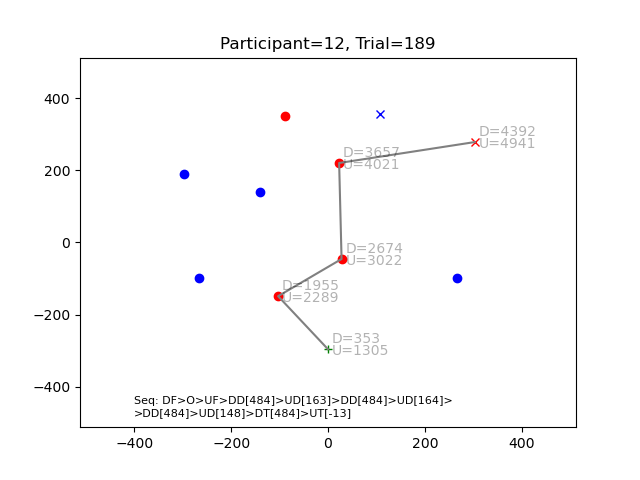 Participant=12, Trial=189
400
200
0
−200
−400
D=4392
U=4941
D=3657
U=4021
D=2674
U=3022
D=1955
U=2289
D=353
U=1305
Seq: DF>O>UF>DD[484]>UD[163]>DD[484]>UD[164]>
>DD[484]>UD[148]>DT[484]>UT[-13]
−400 −200 0 200 400